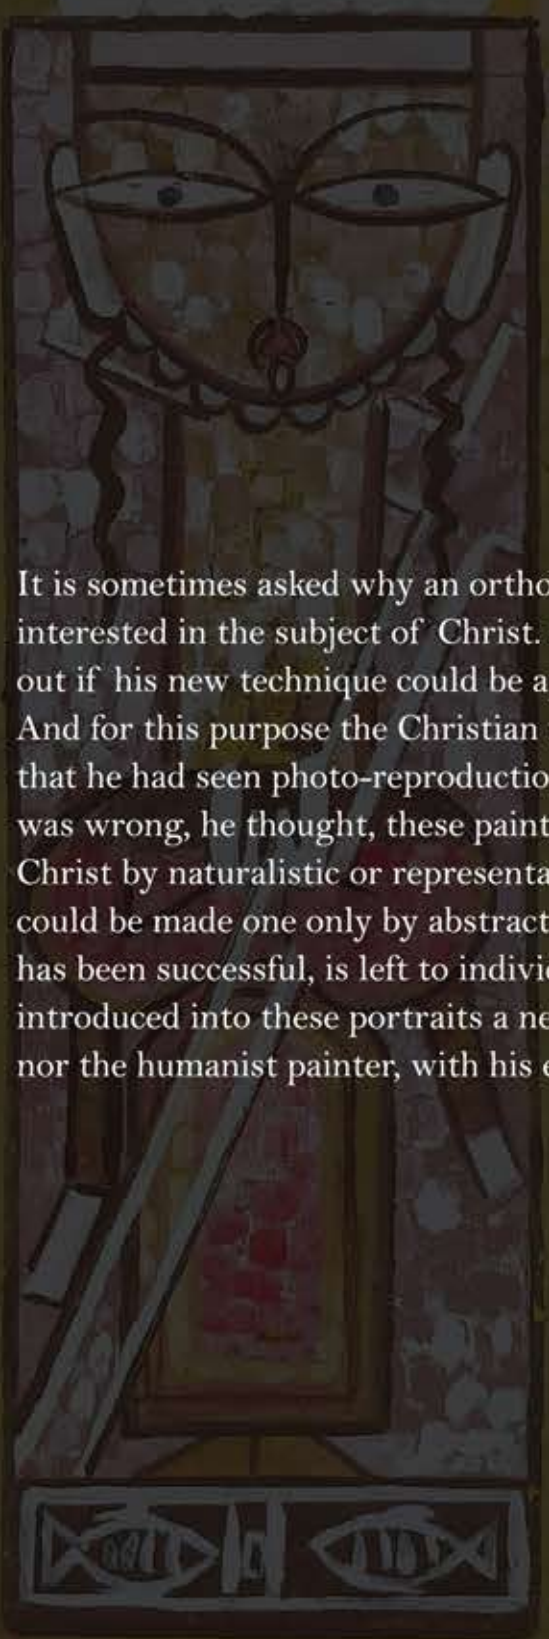 It is sometimes asked why an ortho
interested in the subject of Christ.
out if his new technique could be a
And for this purpose the Christian
that he had seen photo-reproductio
was wrong, he thought, these paint
Christ by naturalistic or representa
could be made one only by abstract
has been successful, is left to indivi
introduced into these portraits a ne
nor the humanist painter, with his e